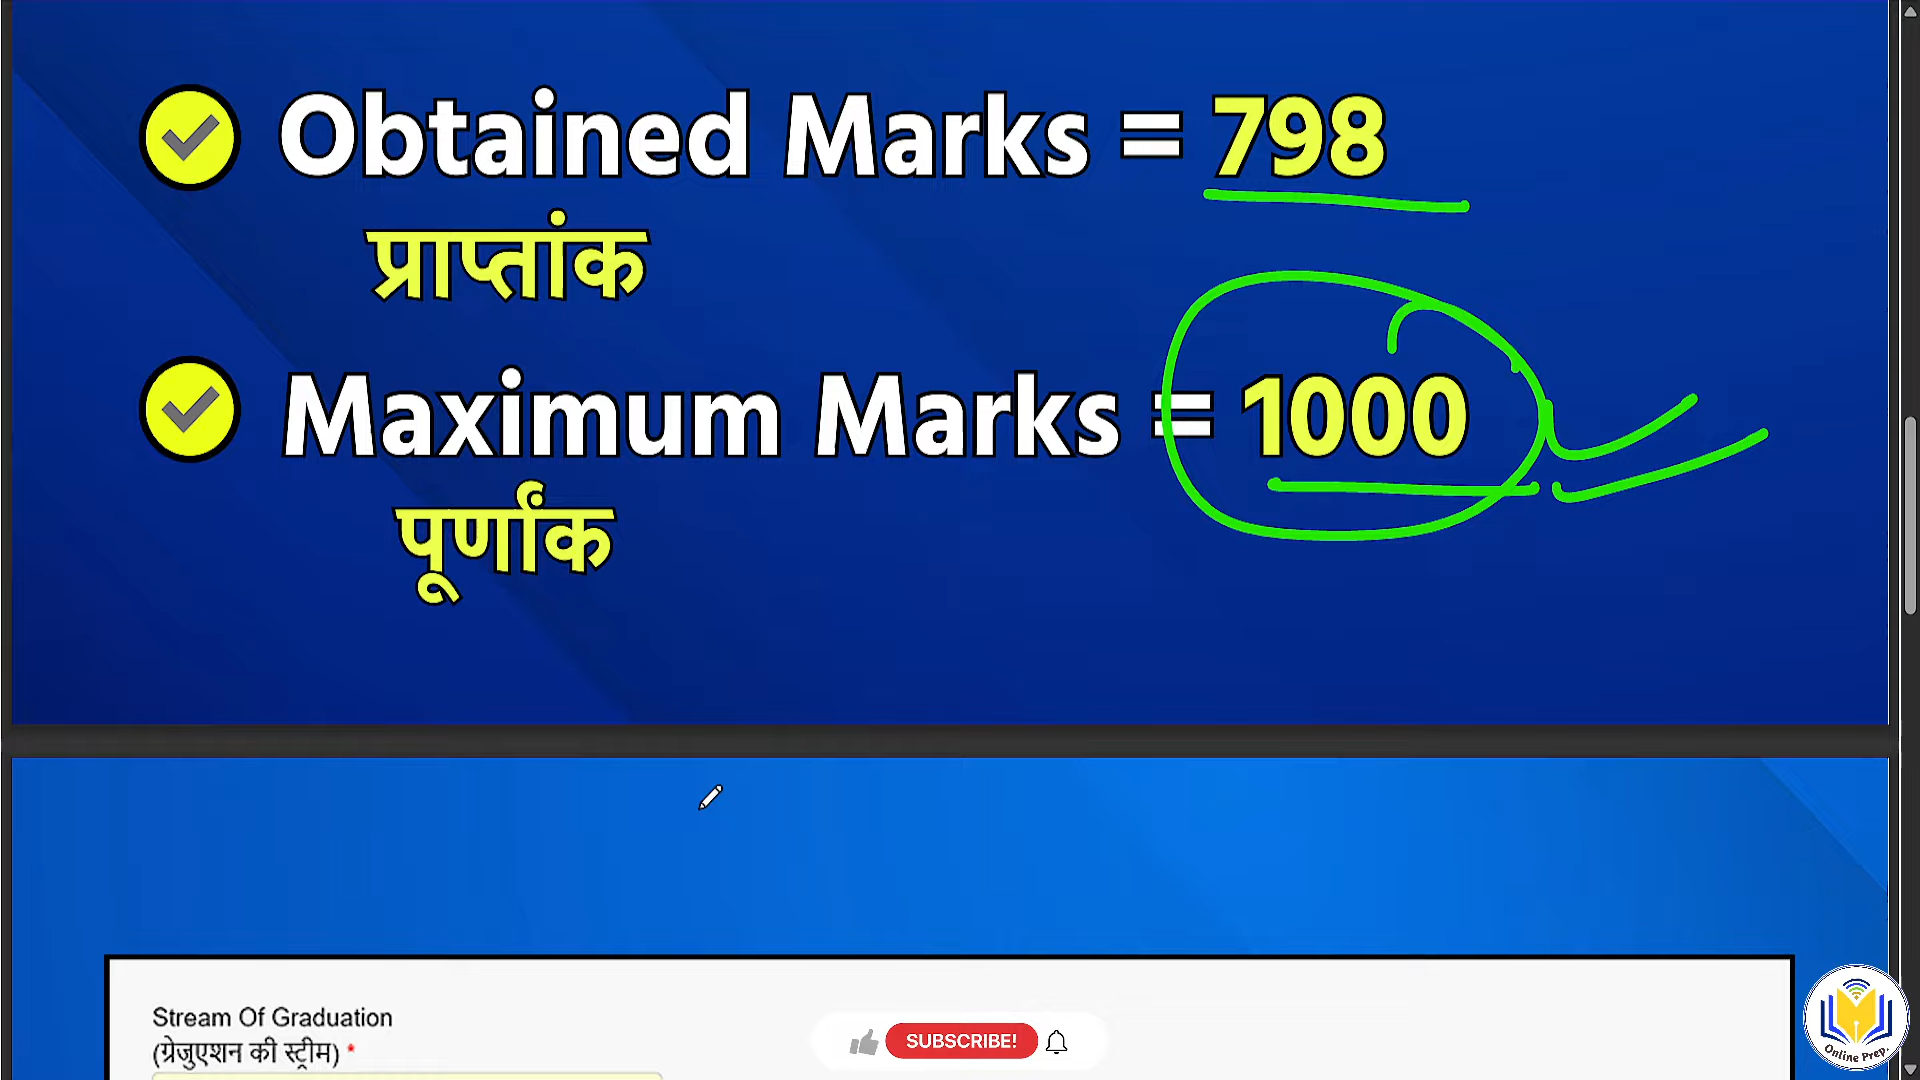 Obtained Marks = 798
प्राप्तांक
Maximum Marks = 1000
पूर्णांक
Stream Of Graduation
(ग्रेजुएशन की स्ट्रीम) *
SUBSCRIBE!
Online Prep.